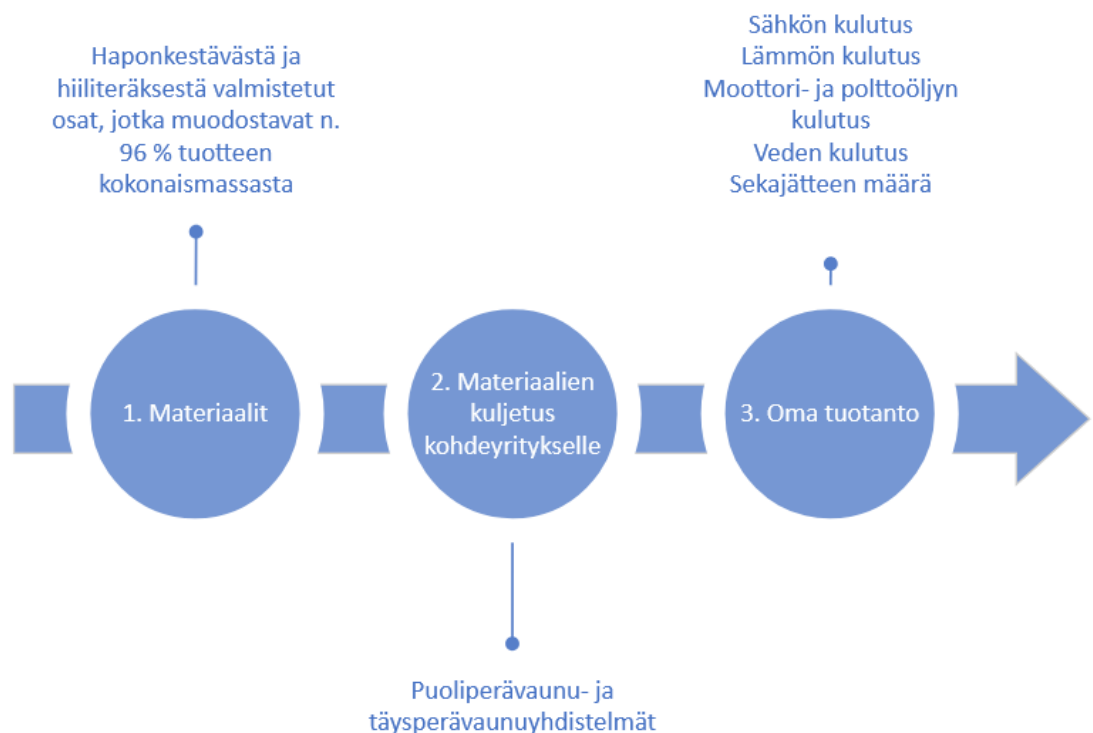 Haponkestävästä ja
hiiliteräksestä valmistetut
osat, jotka muodostavat n.
96 % tuotteen
kokonaismassasta
Sähkön kulutus
Lämmön kulutus
Moottori- ja polttoöljyn
kulutus
Veden kulutus
Sekajätteen määrä
1. Materiaalit
2. Materiaalien
kuljetus
kohdeyritykselle
3. Oma tuotanto
Puoliperävaunu- ja
täysperävaunuyhdistelmät